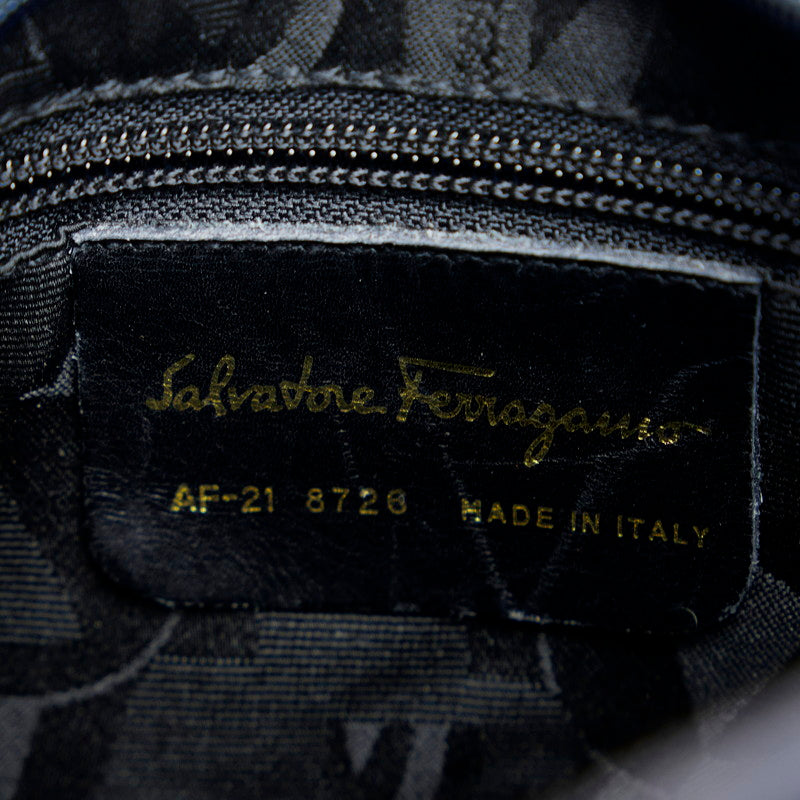 Salvatore Ferragamo
AF-21 8726 MADE IN ITALY